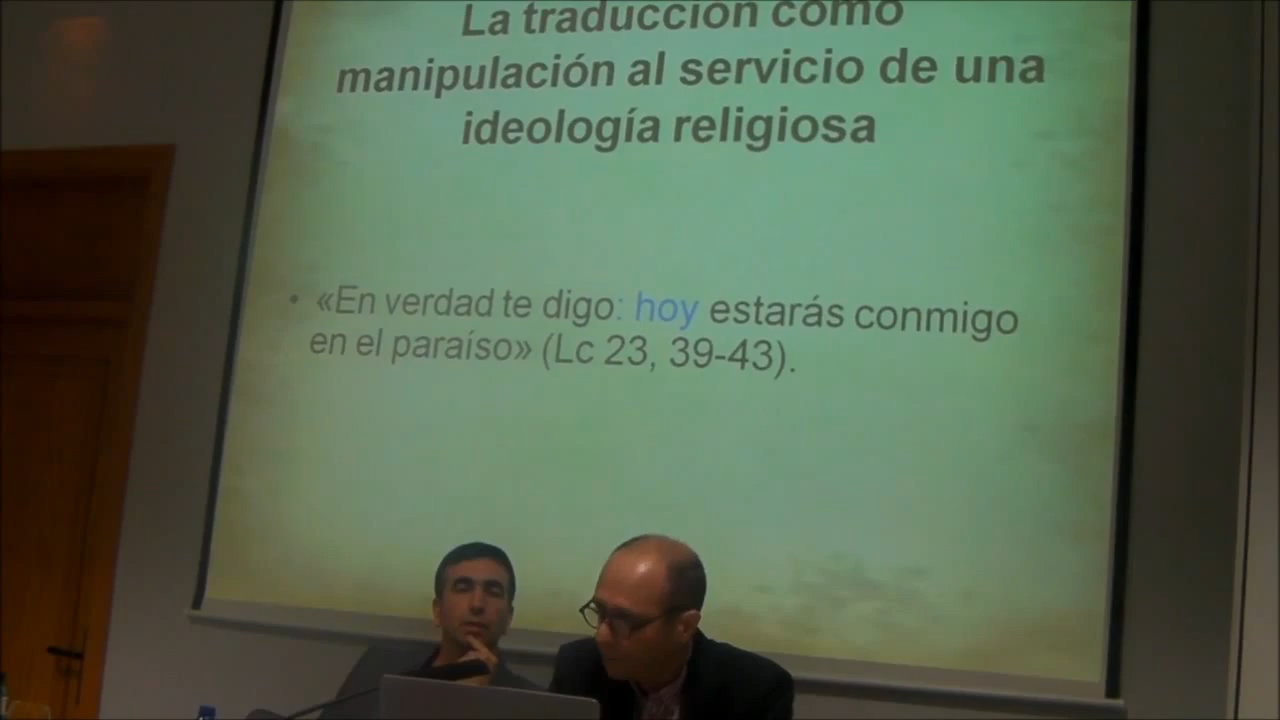 La traducción como
manipulación al servicio de una
ideología religiosa
• «En verdad te digo: hoy estarás conmigo
en el paraíso» (Lc 23, 39-43).